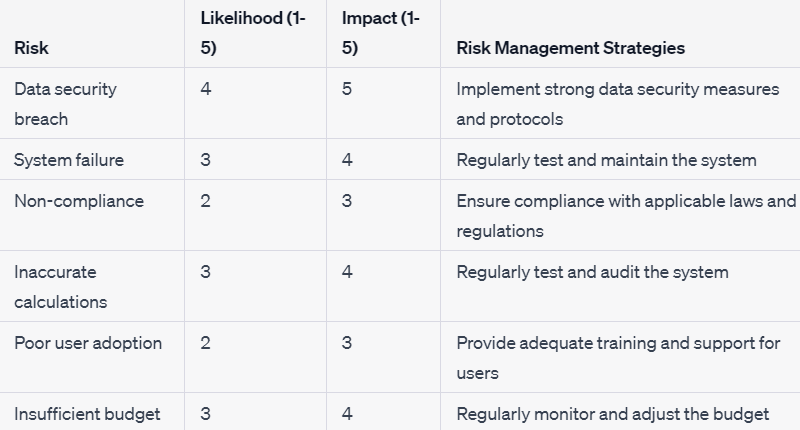 Risk Likelihood (1-5) Impact (1-5) Risk Management Strategies
Data security breach 4 5 Implement strong data security measures and protocols
System failure 3 4 Regularly test and maintain the system
Non-compliance 2 3 Ensure compliance with applicable laws and regulations
Inaccurate calculations 3 4 Regularly test and audit the system
Poor user adoption 2 3 Provide adequate training and support for users
Insufficient budget 3 4 Regularly monitor and adjust the budget